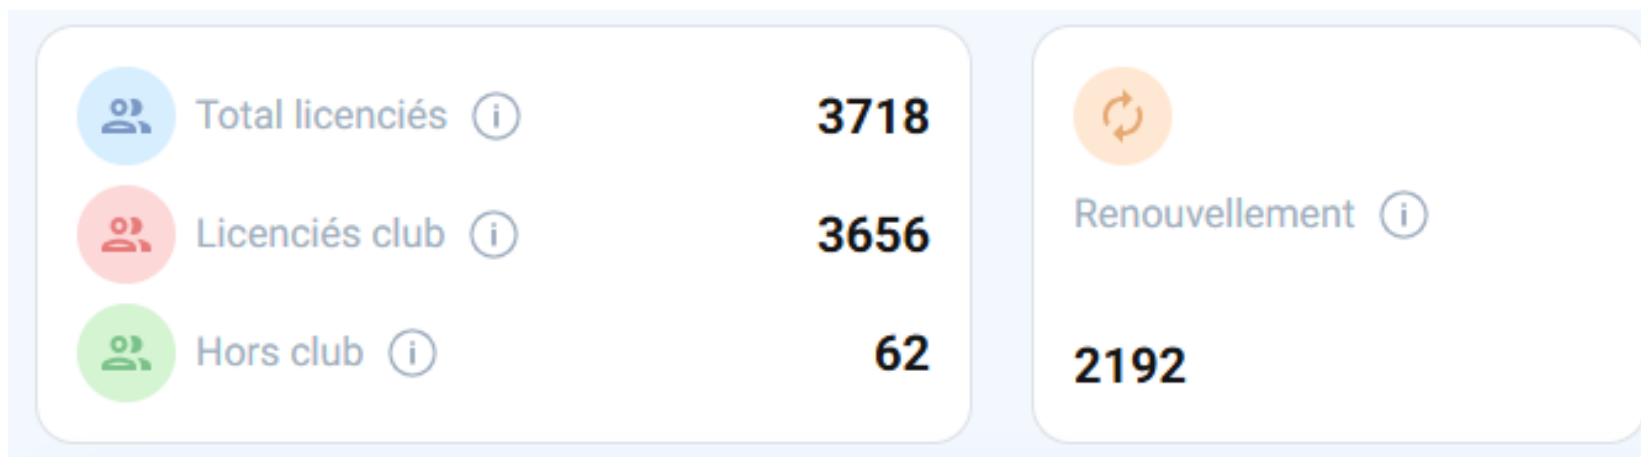 Total licenciés 3718
Licenciés club 3656
Hors club 62
Renouvellement
2192